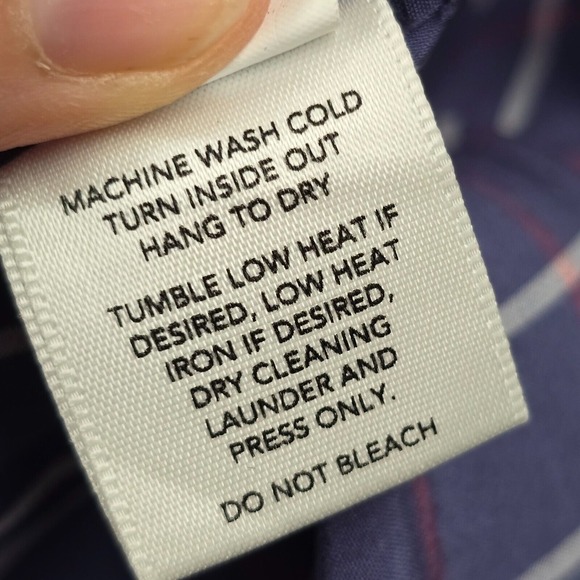 MACHINE WASH COLD
TURN INSIDE OUT
HANG TO DRY
TUMBLE LOW HEAT IF
DESIRED, LOW HEAT
IRON IF DESIRED,
DRY CLEANING
LAUNDER AND
PRESS ONLY.
DO NOT BLEACH